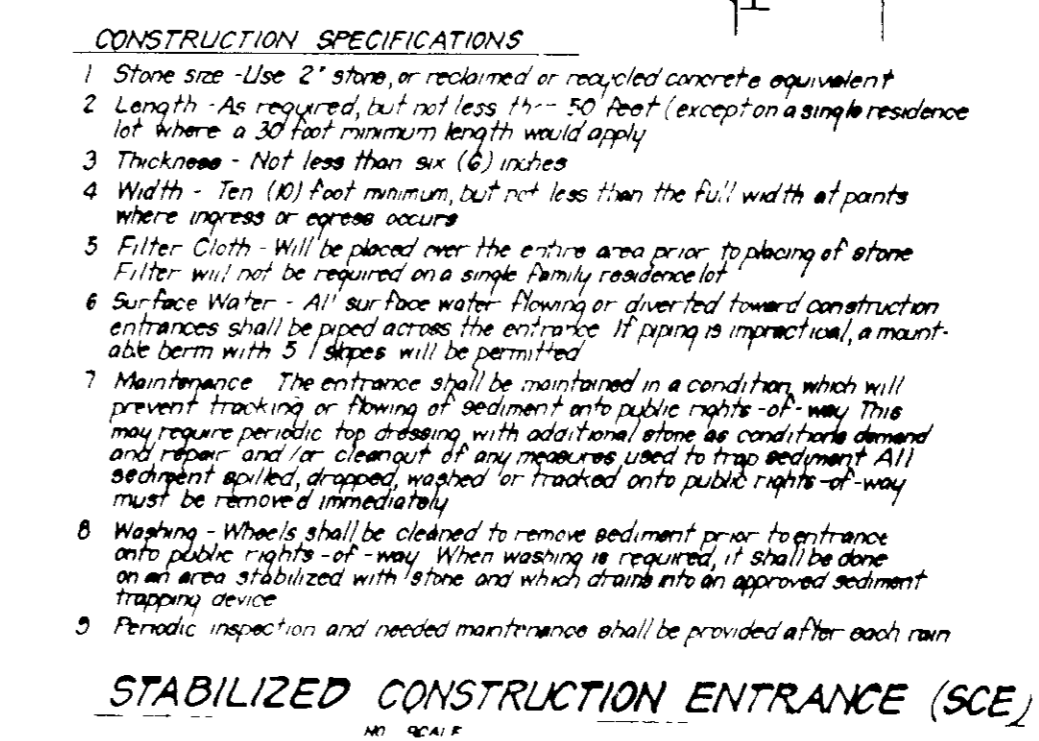 CONSTRUCTION SPECIFICATIONS
1 Stone size - Use 2" stone, or reclaimed or recycled concrete equivalent
2 Length - As required, but not less than 50 feet (except on a single residence
lot where a 30 foot minimum length would apply
3 Thickness - Not less than six (6) inches
4 Width - Ten (10) foot minimum, but not less than the full width at points
where ingress or egress occurs
5 Filter Cloth - Will be placed over the entire area prior to placing of stone
Filter will not be required on a single family residence lot
6 Surface Water - All surface water flowing or diverted toward construction
entrances shall be piped across the entrance If piping is impractical, a mount-
able berm with 5 1 slopes will be permitted
7 Maintenance The entrance shall be maintained in a condition which will
prevent tracking or flowing of sediment onto public rights-of-way This
may require periodic top dressing with additional stone as conditions demand
and repair and/or cleanout of any measures used to trap sediment All
sediment spilled, dropped, washed or tracked onto public rights-of-way
must be removed immediately
8 Washing - Wheels shall be cleaned to remove sediment prior to entrance
onto public rights-of-way When washing is required, it shall be done
on an area stabilized with stone and which drains into an approved sediment
trapping device
9 Periodic inspection and needed maintenance shall be provided after each rain
STABILIZED CONSTRUCTION ENTRANCE (SCE)
NO SCALE